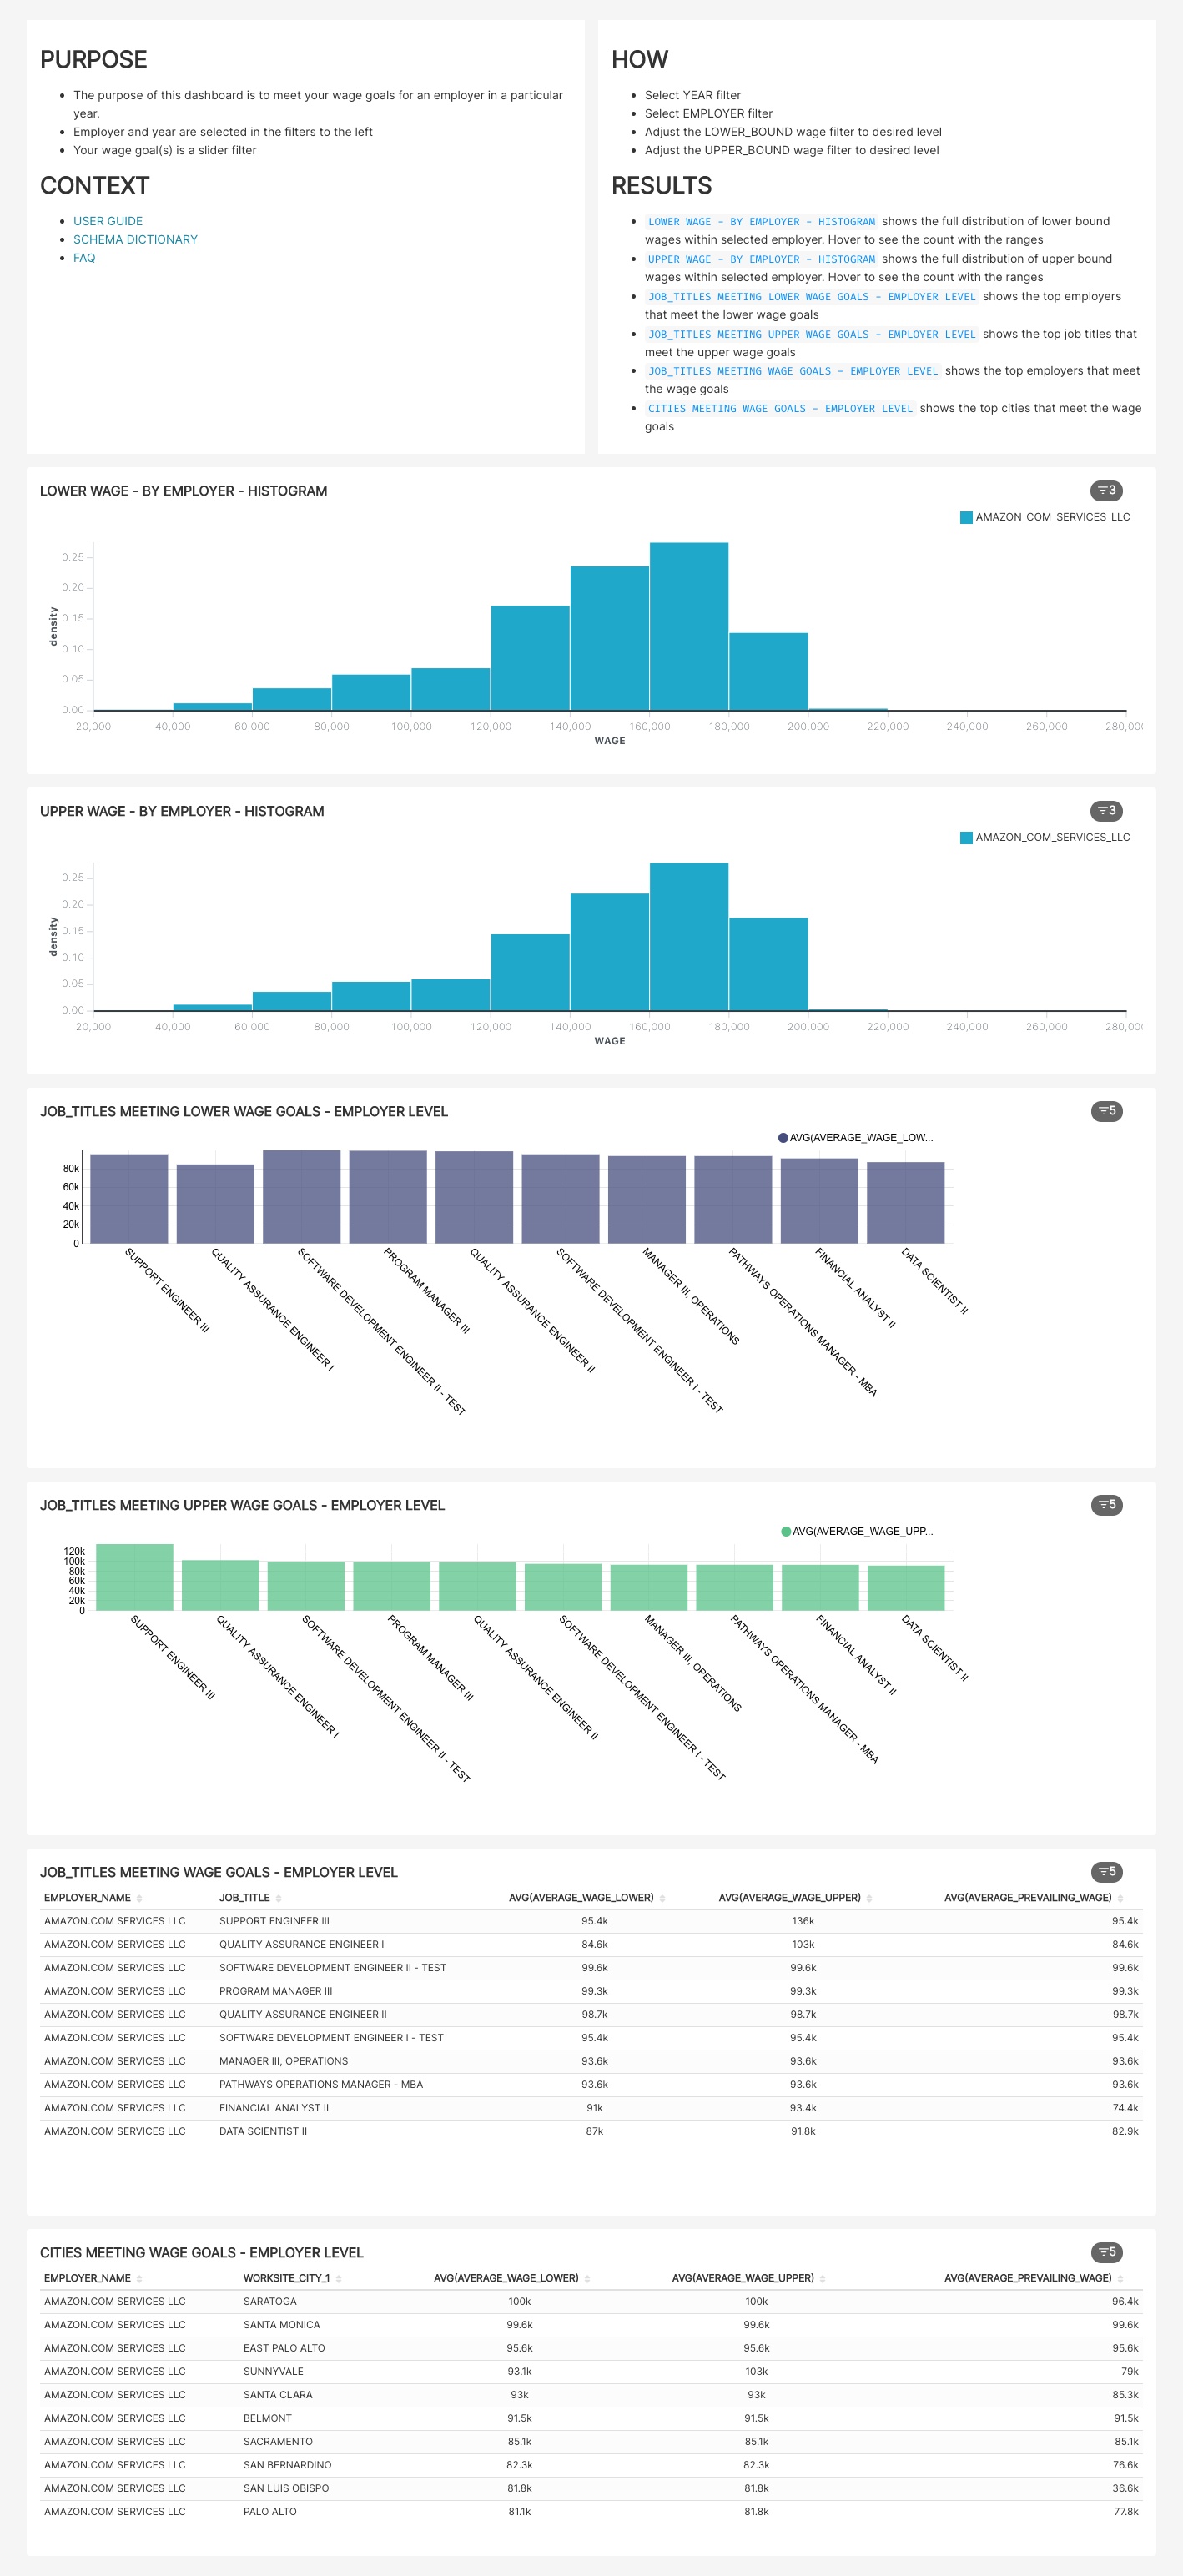 PURPOSE
The purpose of this dashboard is to meet your wage goals for an employer in a particular
year.
Employer and year are selected in the filters to the left
Your wage goal(s) is a slider filter
CONTEXT
USER GUIDE
SCHEMA DICTIONARY
FAQ
HOW
Select YEAR filter
Select EMPLOYER filter
Adjust the LOWER_BOUND wage filter to desired level
Adjust the UPPER_BOUND wage filter to desired level
RESULTS
LOWER WAGE - BY EMPLOYER - HISTOGRAM shows the full distribution of lower bound
wages within selected employer. Hover to see the count with the ranges
UPPER WAGE - BY EMPLOYER - HISTOGRAM shows the full distribution of upper bound
wages within selected employer. Hover to see the count with the ranges
JOB_TITLES MEETING LOWER WAGE GOALS - EMPLOYER LEVEL shows the top employers
that meet the lower wage goals
JOB_TITLES MEETING UPPER WAGE GOALS - EMPLOYER LEVEL shows the top job titles that
meet the upper wage goals
JOB_TITLES MEETING WAGE GOALS - EMPLOYER LEVEL shows the top employers that meet
the wage goals
CITIES MEETING WAGE GOALS - EMPLOYER LEVEL shows the top cities that meet the wage
goals
LOWER WAGE - BY EMPLOYER - HISTOGRAM 3
AMAZON_COM_SERVICES_LLC
0.25
0.20
0.15
0.10
0.05
0.00
density
20,000 40,000 60,000 80,000 100,000 120,000 140,000 160,000 180,000 200,000 220,000 240,000 260,000 280,00
WAGE
UPPER WAGE - BY EMPLOYER - HISTOGRAM 3
AMAZON_COM_SERVICES_LLC
0.25
0.20
0.15
0.10
0.05
0.00
density
20,000 40,000 60,000 80,000 100,000 120,000 140,000 160,000 180,000 200,000 220,000 240,000 260,000 280,00
WAGE
JOB_TITLES MEETING LOWER WAGE GOALS - EMPLOYER LEVEL 5
AVG(AVERAGE_WAGE_LOW...
80k
60k
40k
20k
0
SUPPORT ENGINEER III
QUALITY ASSURANCE ENGINEER I
SOFTWARE DEVELOPMENT ENGINEER II - TEST
PROGRAM MANAGER III
QUALITY ASSURANCE ENGINEER II
SOFTWARE DEVELOPMENT ENGINEER I - TEST
MANAGER III, OPERATIONS
PATHWAYS OPERATIONS MANAGER - MBA
FINANCIAL ANALYST II
DATA SCIENTIST II
JOB_TITLES MEETING UPPER WAGE GOALS - EMPLOYER LEVEL 5
AVG(AVERAGE_WAGE_UPP...
120k
100k
80k
60k
40k
20k
0
SUPPORT ENGINEER III
QUALITY ASSURANCE ENGINEER I
SOFTWARE DEVELOPMENT ENGINEER II - TEST
PROGRAM MANAGER III
QUALITY ASSURANCE ENGINEER II
SOFTWARE DEVELOPMENT ENGINEER I - TEST
MANAGER III, OPERATIONS
PATHWAYS OPERATIONS MANAGER - MBA
FINANCIAL ANALYST II
DATA SCIENTIST II
JOB_TITLES MEETING WAGE GOALS - EMPLOYER LEVEL 5
EMPLOYER_NAME JOB_TITLE AVG(AVERAGE_WAGE_LOWER) AVG(AVERAGE_WAGE_UPPER) AVG(AVERAGE_PREVAILING_WAGE)
AMAZON.COM SERVICES LLC SUPPORT ENGINEER III 95.4k 136k 95.4k
AMAZON.COM SERVICES LLC QUALITY ASSURANCE ENGINEER I 84.6k 103k 84.6k
AMAZON.COM SERVICES LLC SOFTWARE DEVELOPMENT ENGINEER II - TEST 99.6k 99.6k 99.6k
AMAZON.COM SERVICES LLC PROGRAM MANAGER III 99.3k 99.3k 99.3k
AMAZON.COM SERVICES LLC QUALITY ASSURANCE ENGINEER II 98.7k 98.7k 98.7k
AMAZON.COM SERVICES LLC SOFTWARE DEVELOPMENT ENGINEER I - TEST 95.4k 95.4k 95.4k
AMAZON.COM SERVICES LLC MANAGER III, OPERATIONS 93.6k 93.6k 93.6k
AMAZON.COM SERVICES LLC PATHWAYS OPERATIONS MANAGER - MBA 93.6k 93.6k 93.6k
AMAZON.COM SERVICES LLC FINANCIAL ANALYST II 91k 93.4k 74.4k
AMAZON.COM SERVICES LLC DATA SCIENTIST II 87k 91.8k 82.9k
CITIES MEETING WAGE GOALS - EMPLOYER LEVEL 5
EMPLOYER_NAME WORKSITE_CITY_1 AVG(AVERAGE_WAGE_LOWER) AVG(AVERAGE_WAGE_UPPER) AVG(AVERAGE_PREVAILING_WAGE)
AMAZON.COM SERVICES LLC SARATOGA 100k 100k 96.4k
AMAZON.COM SERVICES LLC SANTA MONICA 99.6k 99.6k 99.6k
AMAZON.COM SERVICES LLC EAST PALO ALTO 95.6k 95.6k 95.6k
AMAZON.COM SERVICES LLC SUNNYVALE 93.1k 103k 79k
AMAZON.COM SERVICES LLC SANTA CLARA 93k 93k 85.3k
AMAZON.COM SERVICES LLC BELMONT 91.5k 91.5k 91.5k
AMAZON.COM SERVICES LLC SACRAMENTO 85.1k 85.1k 85.1k
AMAZON.COM SERVICES LLC SAN BERNARDINO 82.3k 82.3k 76.6k
AMAZON.COM SERVICES LLC SAN LUIS OBISPO 81.8k 81.8k 36.6k
AMAZON.COM SERVICES LLC PALO ALTO 81.1k 81.8k 77.8k